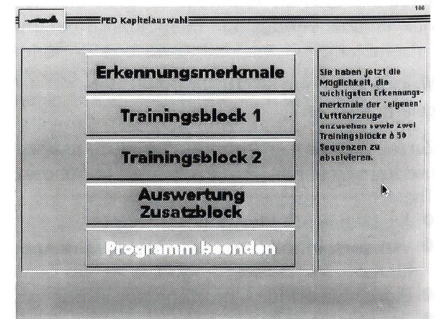 186
FED Kapitelauswahl
Erkennungsmerkmale
Trainingsblock 1
Trainingsblock 2
Auswertung
Zusatzblock
Programm beenden
Sie haben jetzt die
Möglichkeit, die
wichtigsten Erkennungs-
merkmale der "eigenen"
Luftfahrzeuge
anzusehen sowie zwei
Trainingsblöcke à 50
Sequenzen zu
absolvieren.